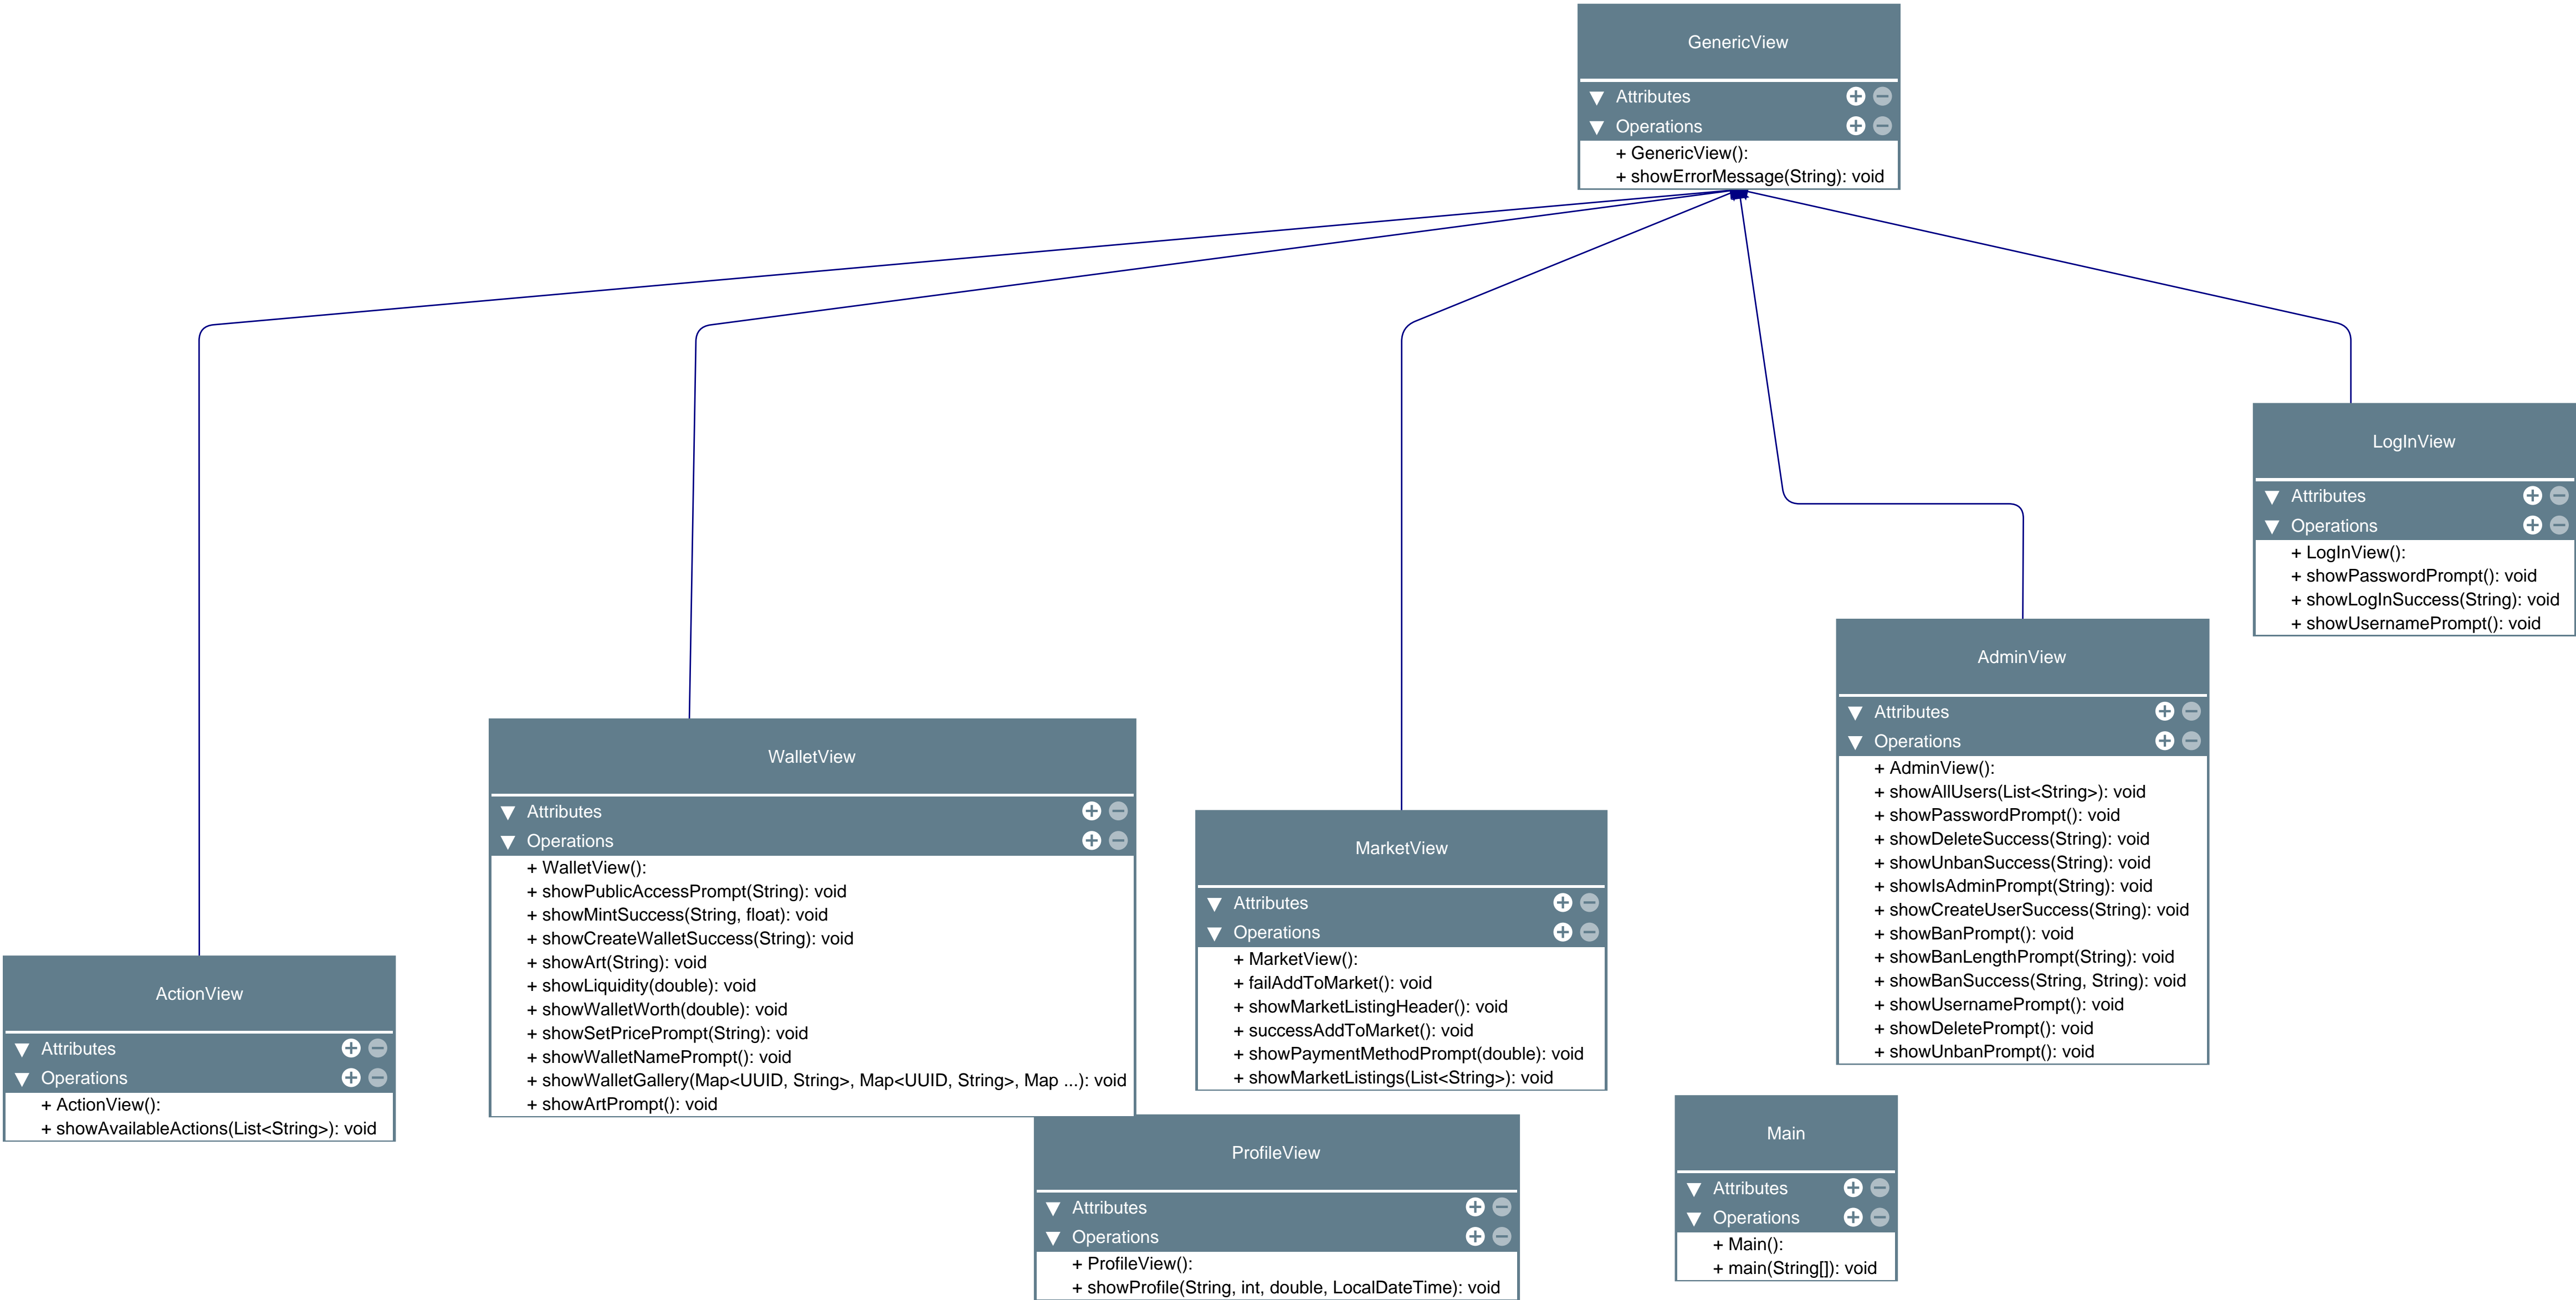 GenericView
Attributes
Operations
+ GenericView():
+ showErrorMessage(String): void
LogInView
Attributes
Operations
+ LogInView():
+ showPasswordPrompt(): void
+ showLogInSuccess(String): void
+ showUsernamePrompt(): void
AdminView
Attributes
Operations
+ AdminView():
+ showAllUsers(List<String>): void
+ showPasswordPrompt(): void
+ showDeleteSuccess(String): void
+ showUnbanSuccess(String): void
+ showIsAdminPrompt(String): void
+ showCreateUserSuccess(String): void
+ showBanPrompt(): void
+ showBanLengthPrompt(String): void
+ showBanSuccess(String, String): void
+ showUsernamePrompt(): void
+ showDeletePrompt(): void
+ showUnbanPrompt(): void
WalletView
Attributes
Operations
+ WalletView():
+ showPublicAccessPrompt(String): void
+ showMintSuccess(String, float): void
+ showCreateWalletSuccess(String): void
+ showArt(String): void
+ showLiquidity(double): void
+ showWalletWorth(double): void
+ showSetPricePrompt(String): void
+ showWalletNamePrompt(): void
+ showWalletGallery(Map<UUID, String>, Map<UUID, String>, Map ...): void
+ showArtPrompt(): void
MarketView
Attributes
Operations
+ MarketView():
+ failAddToMarket(): void
+ showMarketListingHeader(): void
+ successAddToMarket(): void
+ showPaymentMethodPrompt(double): void
+ showMarketListings(List<String>): void
ActionView
Attributes
Operations
+ ActionView():
+ showAvailableActions(List<String>): void
ProfileView
Attributes
Operations
+ ProfileView():
+ showProfile(String, int, double, LocalDateTime): void
Main
Attributes
Operations
+ Main():
+ main(String[]): void